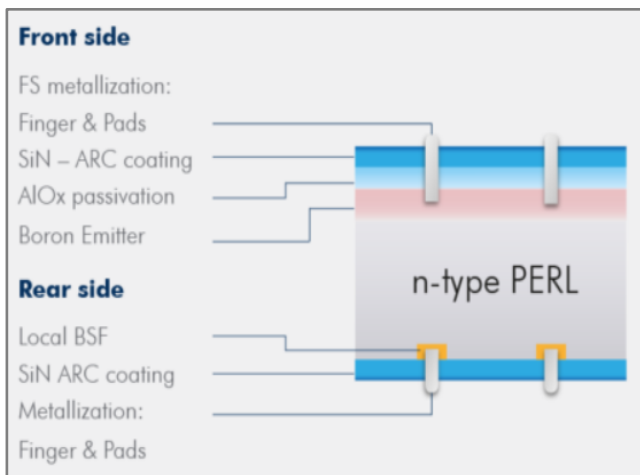 Front side
FS metallization:
Finger & Pads
SiN – ARC coating
AlOx passivation
Boron Emitter
n-type PERL
Rear side
Local BSF
SiN ARC coating
Metallization:
Finger & Pads